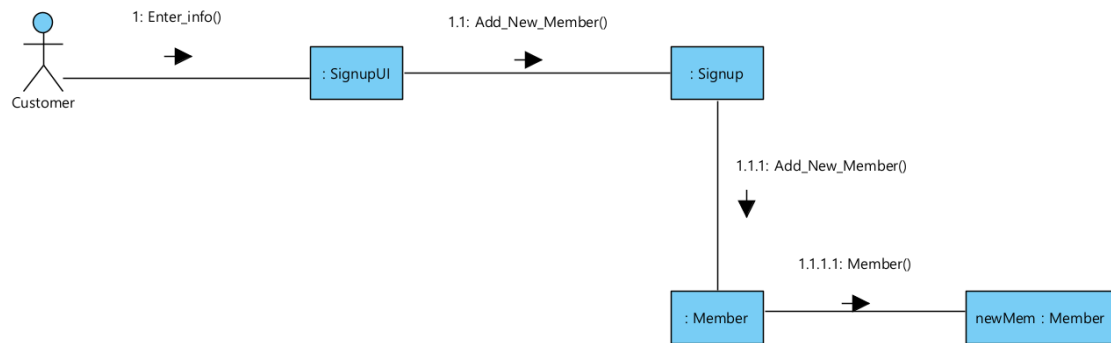 1: Enter_info()
1.1: Add_New_Member()
: SignupUI
: Signup
Customer
1.1.1: Add_New_Member()
1.1.1.1: Member()
: Member
newMem : Member